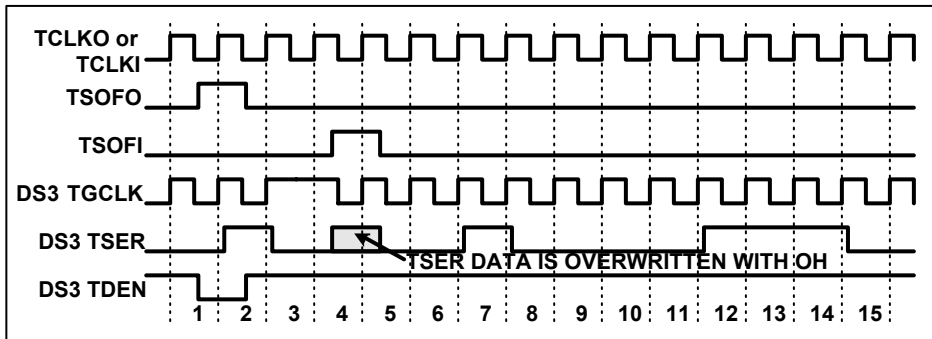 TCLKO or
TCLKI
TSOFO
TSOFI
DS3 TGCLK
DS3 TSER
TSER DATA IS OVERWRITTEN WITH OH
DS3 TDEN
1 2 3 4 5 6 7 8 9 10 11 12 13 14 15